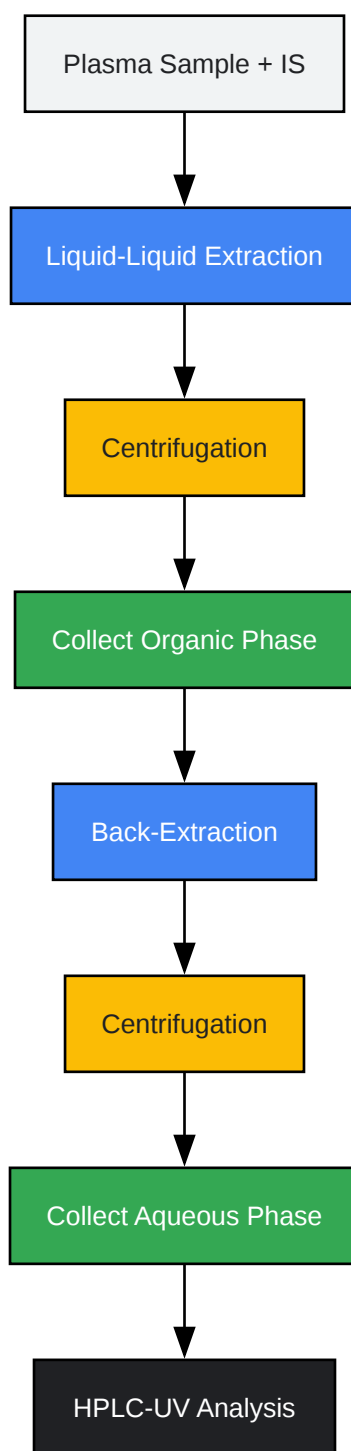 Plasma Sample + IS
Liquid-Liquid Extraction
Centrifugation
Collect Organic Phase
Back-Extraction
Centrifugation
Collect Aqueous Phase
HPLC-UV Analysis